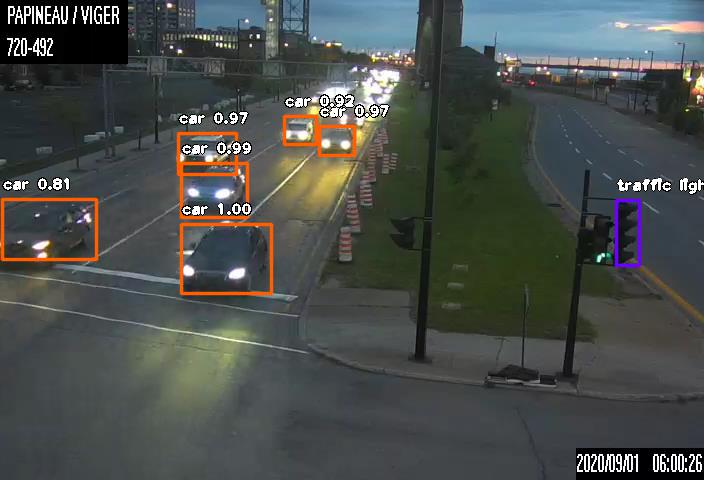 PAPINEAU / VIGER
720-492
car 0.92
car 0.97
car 0.97
car 0.99
car 0.81
traffic ligh
car 1.00
2020/09/01 06:00:26